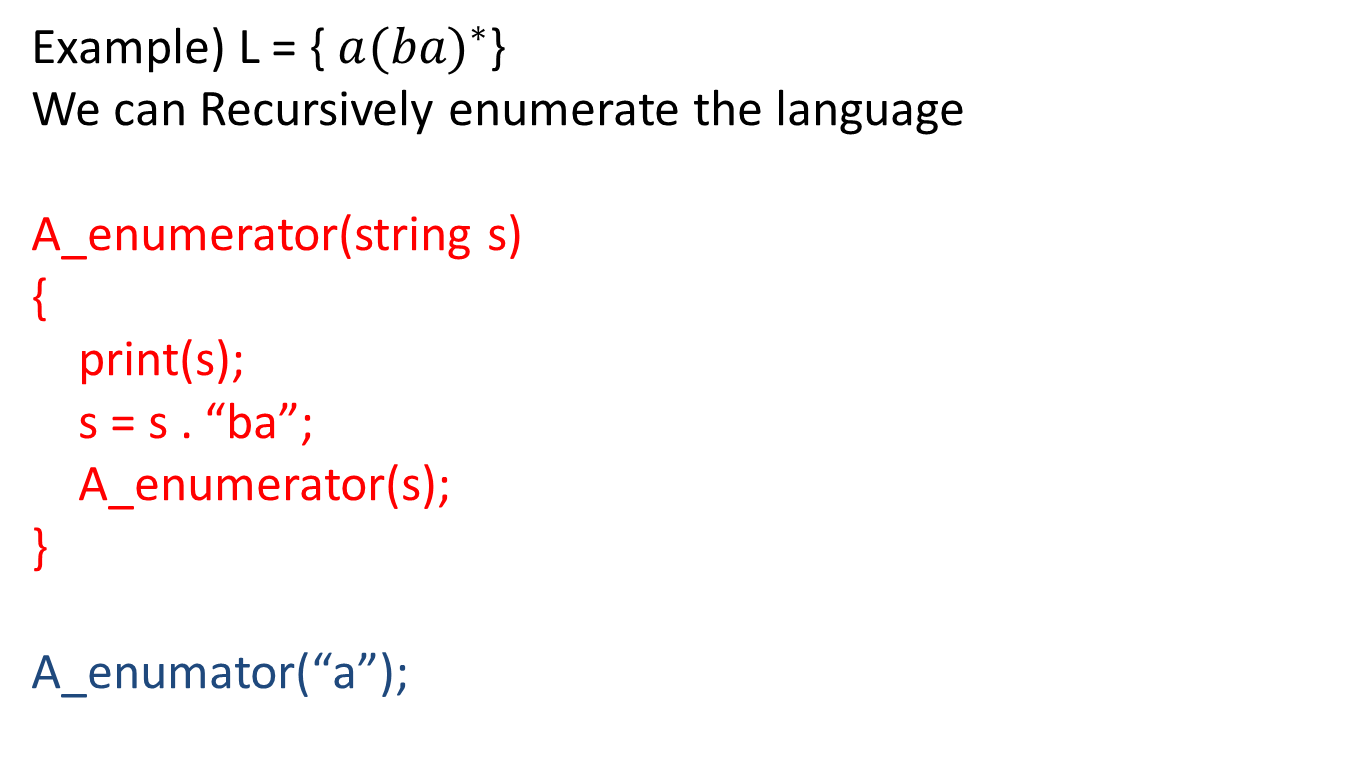 Example) L = { 𝑎(𝑏𝑎)*}
We can Recursively enumerate the language
A_enumerator(string s)
{
print(s);
s = s . “ba”;
A_enumerator(s);
}
A_enumator(“a”);